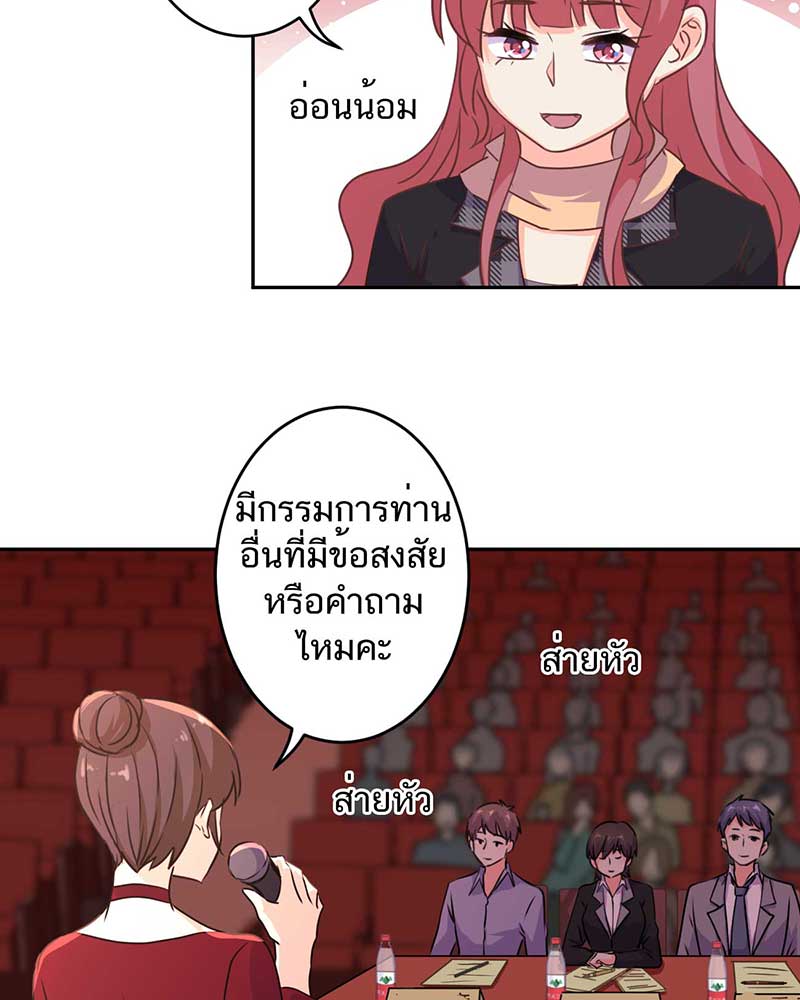 อ่อนน้อม
มีกรรมการท่าน
อื่นที่มีข้อสงสัย
หรือคำถาม
ไหมคะ
ส่ายหัว
ส่ายหัว